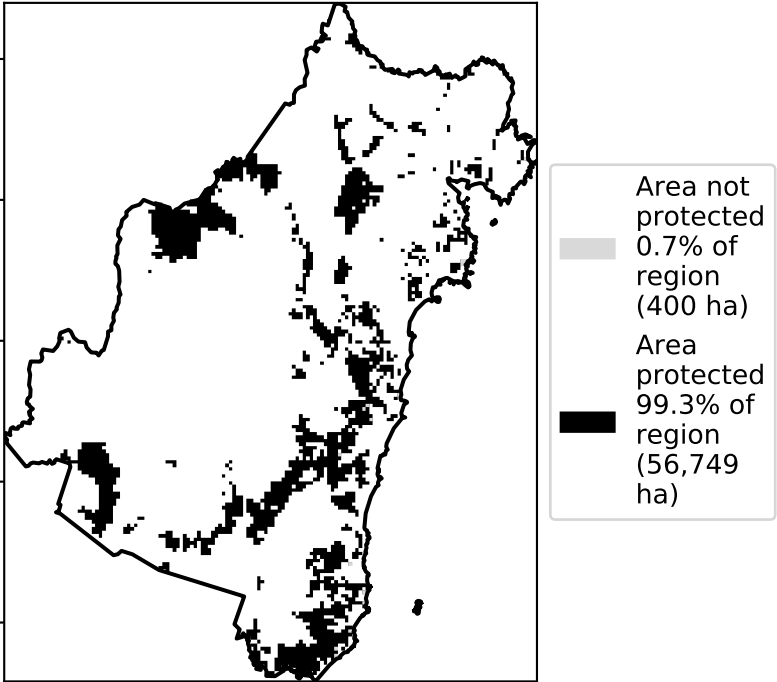 Area not
protected
0.7% of
region
(400 ha)
Area
protected
99.3% of
region
(56,749
ha)